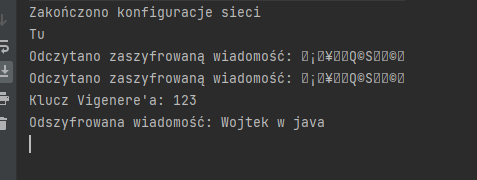 Zakończono konfiguracje sieci
Tu
Odczytano zaszyfrowaną wiadomość:
Odczytano zaszyfrowaną wiadomość:
Klucz Vigenere'a: 123
Odszyfrowana wiadomość: Wojtek w java